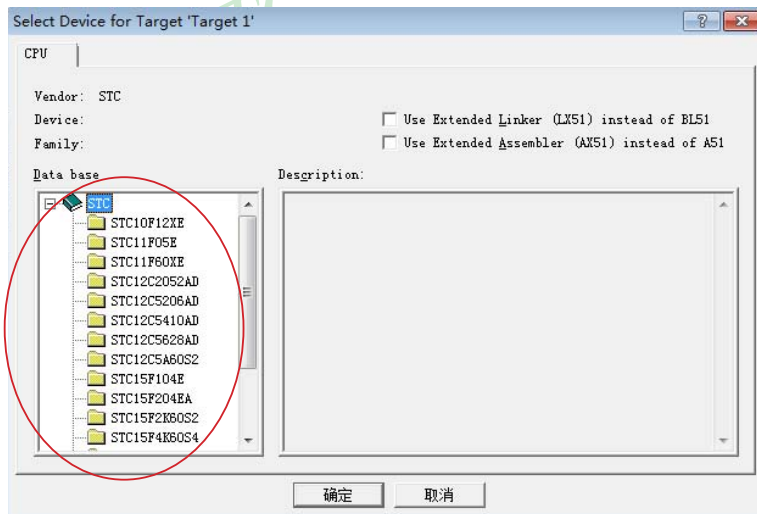 Select Device for Target 'Target 1'
CPU
Vendor: STC
Device:
Use Extended Linker (LX51) instead of BL51
Family:
Use Extended Assembler (AX51) instead of A51
Data base
Description:
STC
STC10F12XE
STC11F05E
STC11F60XE
STC12C2052AD
STC12C5206AD
STC12C5410AD
STC12C5628AD
STC12C5A60S2
STC15F104E
STC15F204EA
STC15F2K60S2
STC15F4K60S4
确定
取消